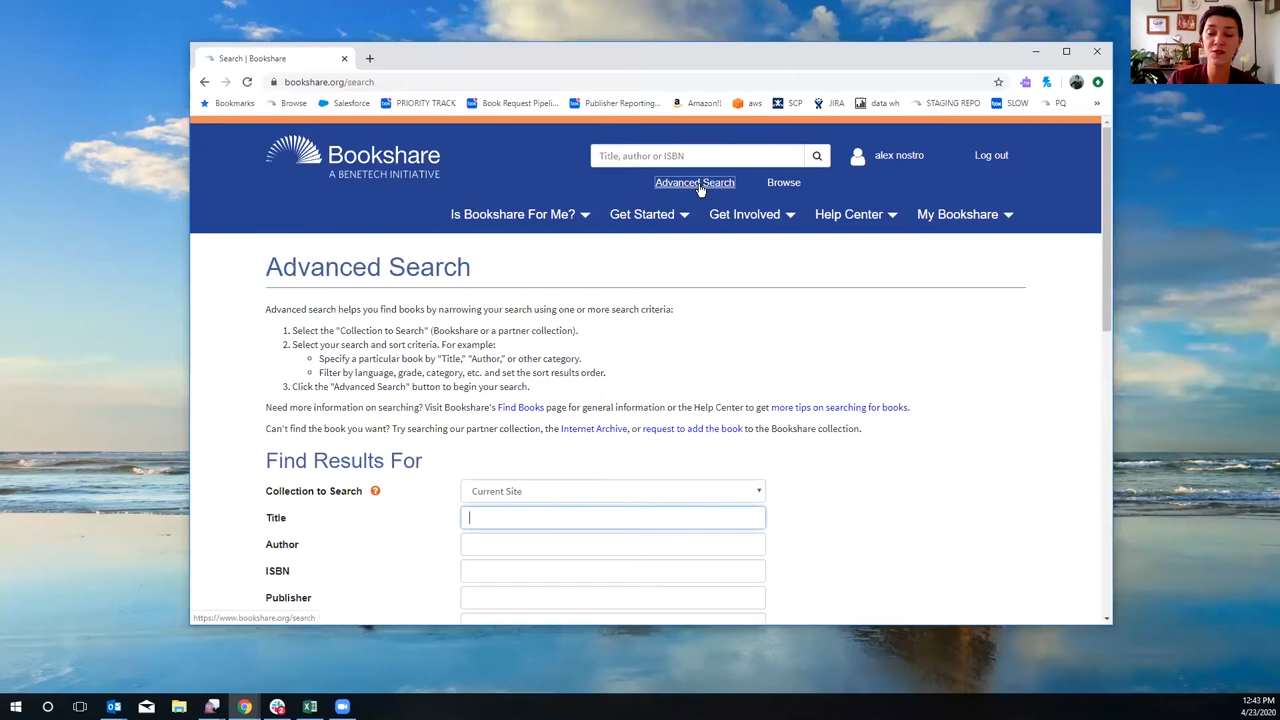 Search | Bookshare
bookshare.org/search
Bookmarks Browse Salesforce PRIORITY TRACK Book Request Pipeli... Publisher Reporting... Amazon!! aws SCP JIRA data wh STAGING REPO SLOW PQ »
Bookshare
A BENETECH INITIATIVE
Title, author or ISBN
alex nostro
Log out
Advanced Search Browse
Is Bookshare For Me? Get Started Get Involved Help Center My Bookshare
Advanced Search
Advanced search helps you find books by narrowing your search using one or more search criteria:
1. Select the "Collection to Search" (Bookshare or a partner collection).
2. Select your search and sort criteria. For example:
Specify a particular book by "Title," "Author," or other category.
Filter by language, grade, category, etc. and set the sort results order.
3. Click the "Advanced Search" button to begin your search.
Need more information on searching? Visit Bookshare's Find Books page for general information or the Help Center to get more tips on searching for books.
Can't find the book you want? Try searching our partner collection, the Internet Archive, or request to add the book to the Bookshare collection.
Find Results For
Collection to Search ? Current Site
Title
Author
ISBN
Publisher
https://www.bookshare.org/search
12:43 PM
4/23/2020